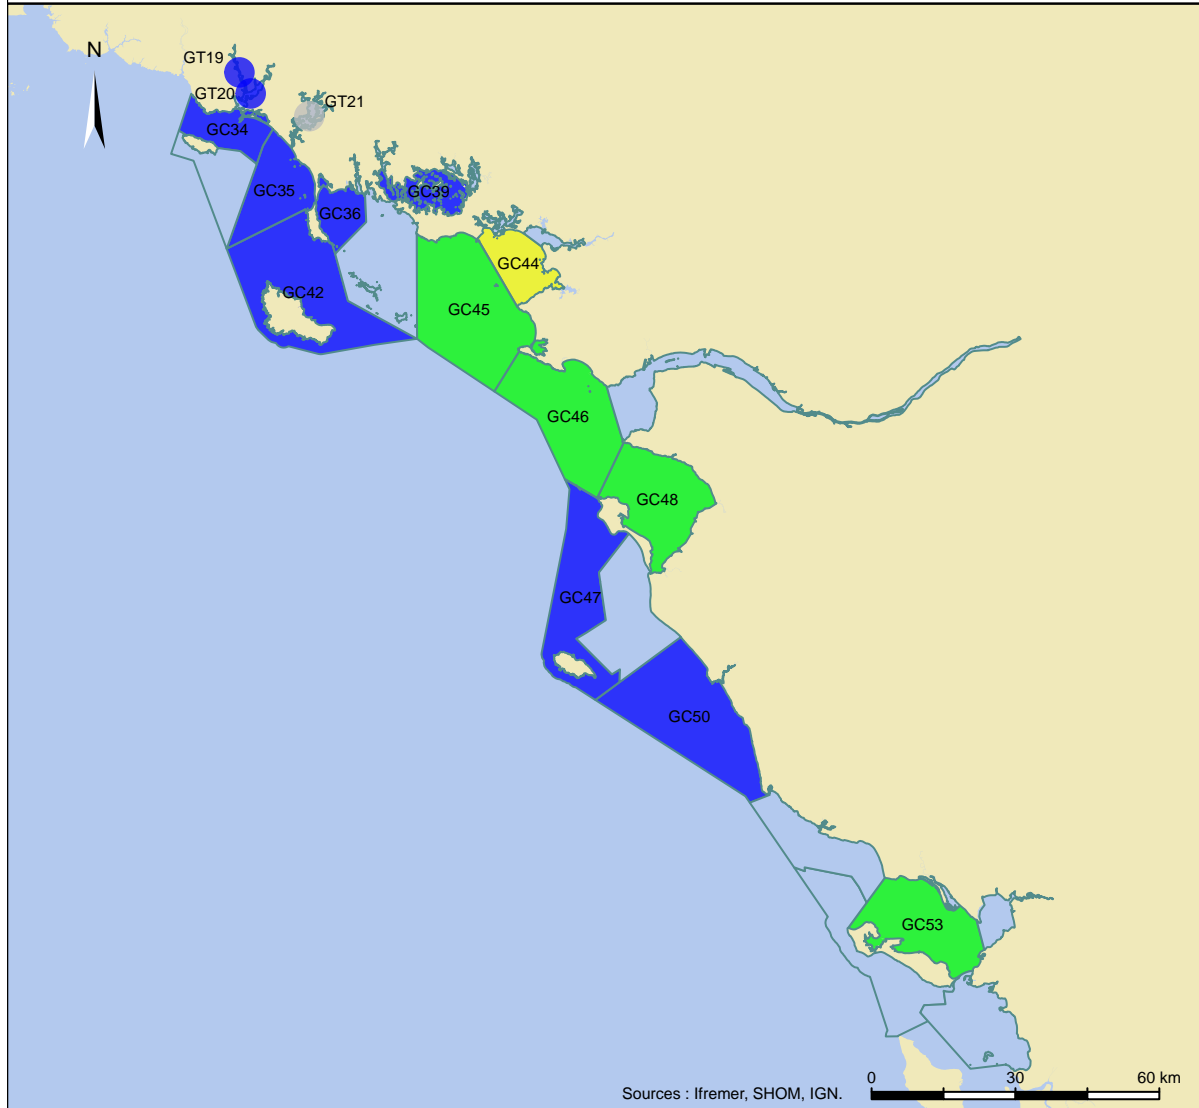 N
GT19
GT20
GT21
GC34
GC35
GC39
GC36
GC44
GC42
GC45
GC46
GC48
GC47
GC50
GC53
0 30 60 km
Sources : Ifremer, SHOM, IGN.